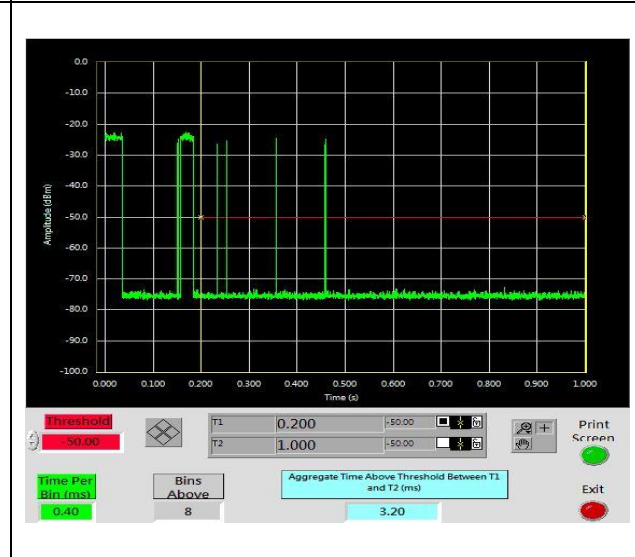 0.0
-10.0
-20.0
-30.0
-40.0
-50.0
-60.0
-70.0
-80.0
-90.0
-100.0
Amplitude (dBm)
0.000 0.100 0.200 0.300 0.400 0.500 0.600 0.700 0.800 0.900 1.000
Time (s)
Threshold
-50.00
T1 0.200 -50.00
T2 1.000 -50.00
Print
Screen
Time Per
Bin (ms)
0.40
Bins
Above
8
Aggregate Time Above Threshold Between T1
and T2 (ms)
3.20
Exit